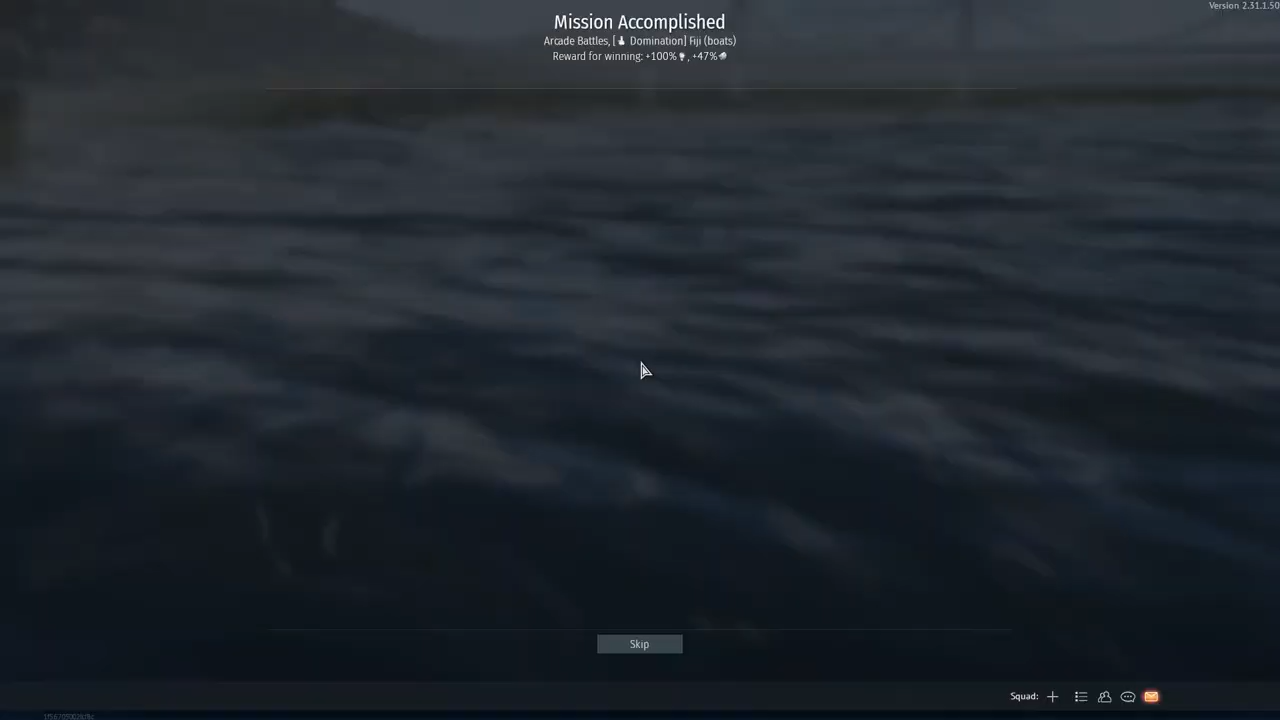 Version 2.31.1.50
Mission Accomplished
Arcade Battles, [ Domination] Fiji (boats)
Reward for winning: +100% , +47%
Skip
Squad: